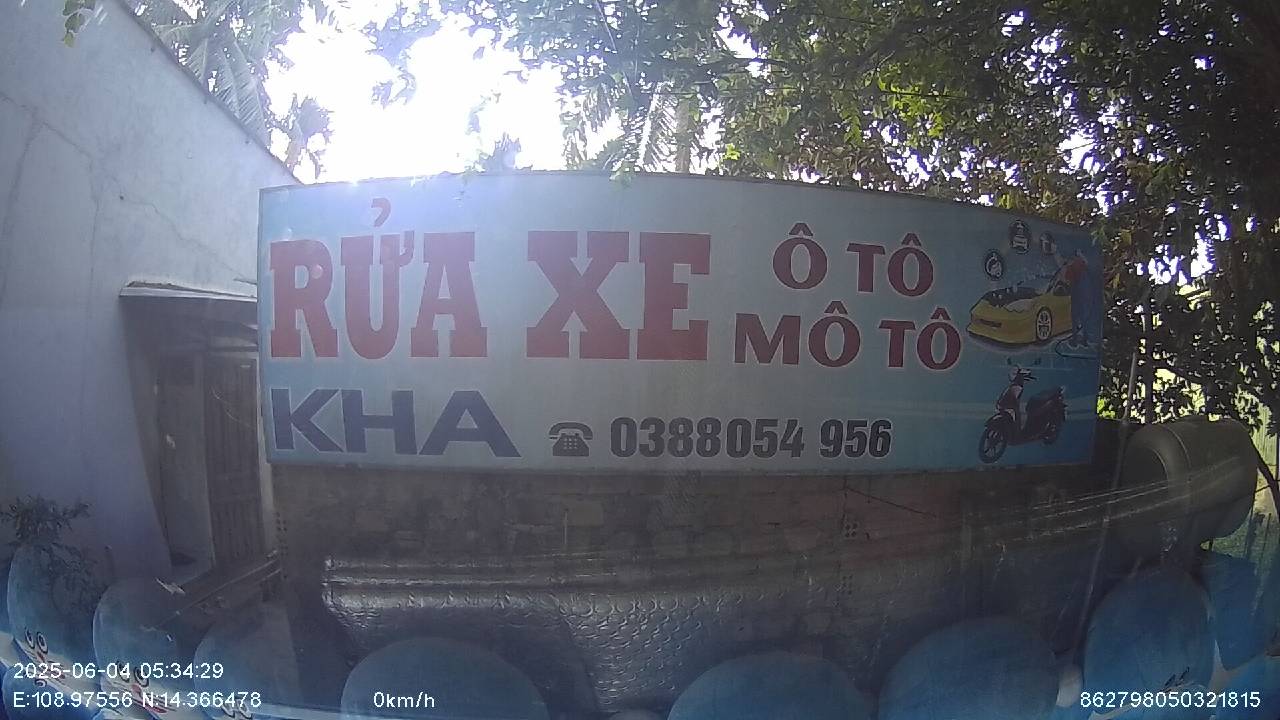 RỬA XE
Ô TÔ
MÔ TÔ
KHA
☎ 0388054 956
2025-06-04 05:34:29
E:108.97556 N:14.366478
0km/h
862798050321815